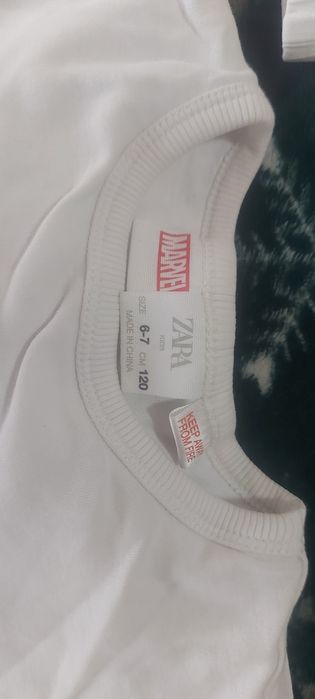 MARVEL
ZARA
KIDS
SIZE 6-7 CM 120
MADE IN CHINA
KEEP AWAY
FROM FIRE